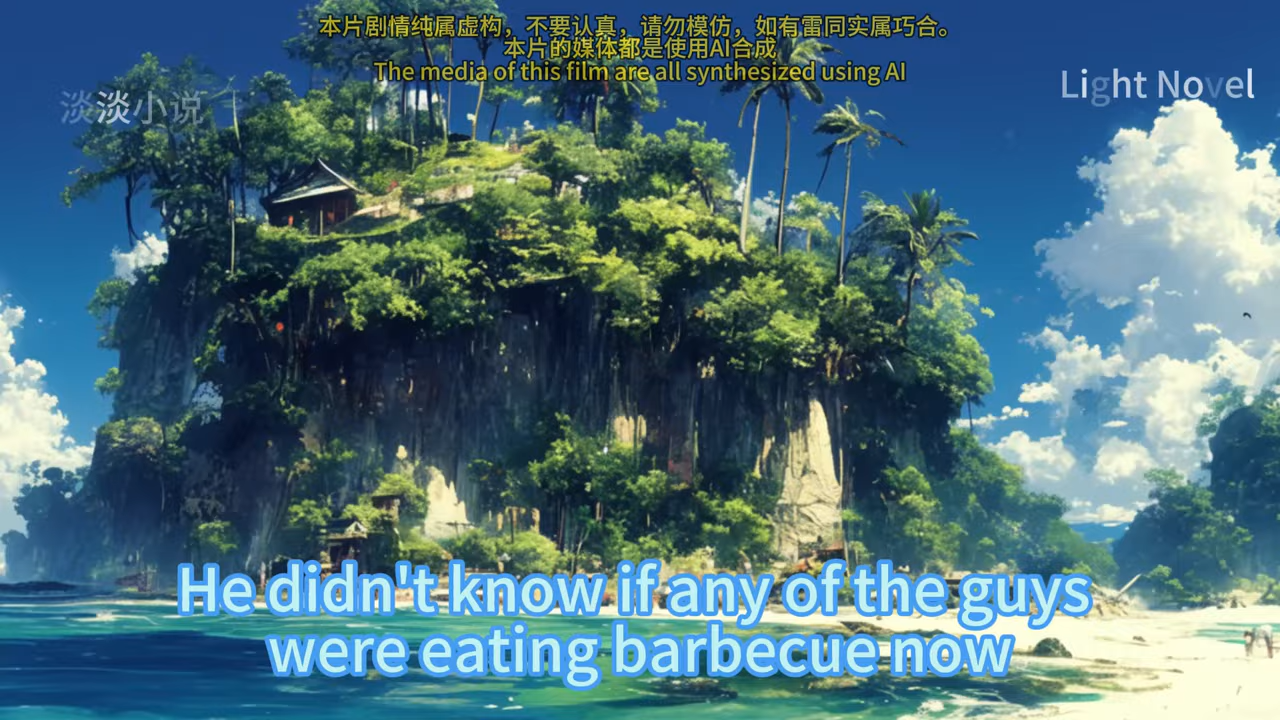 本片剧情纯属虚构，不要认真，请勿模仿，如有雷同实属巧合。
本片的媒体都是使用AI合成
The media of this film are all synthesized using AI
淡淡小说
Light Novel
He didn't know if any of the guys
were eating barbecue now